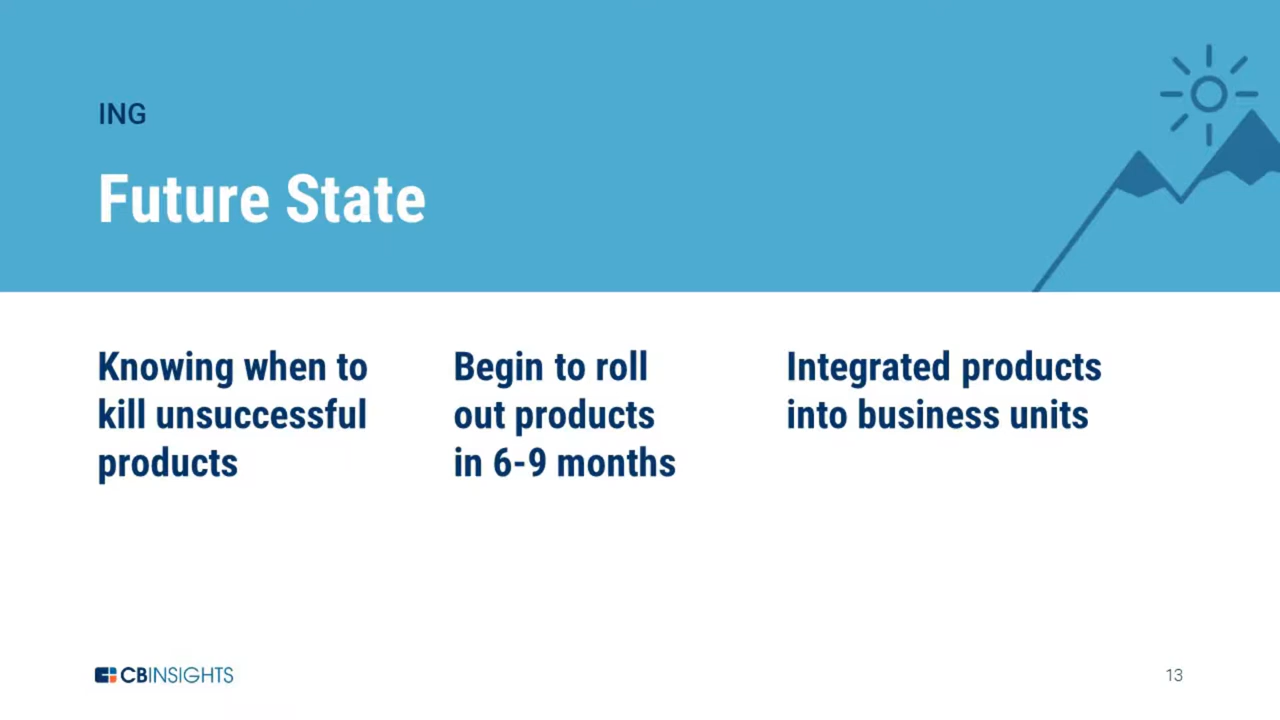 ING
Future State
Knowing when to
kill unsuccessful
products
Begin to roll
out products
in 6-9 months
Integrated products
into business units
CBINSIGHTS
13